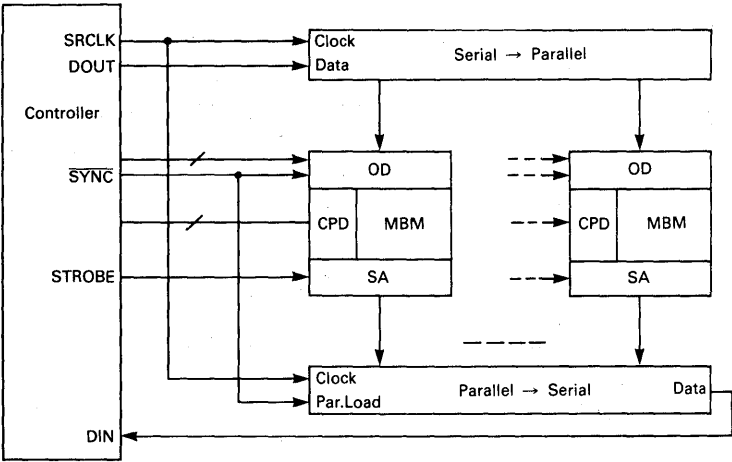 SRCLK
Clock
Serial → Parallel
DOUT
Data
Controller
OD
OD
SYNC
CPD
MBM
CPD
MBM
STROBE
SA
SA
Clock
Parallel → Serial
Data
Par.Load
DIN